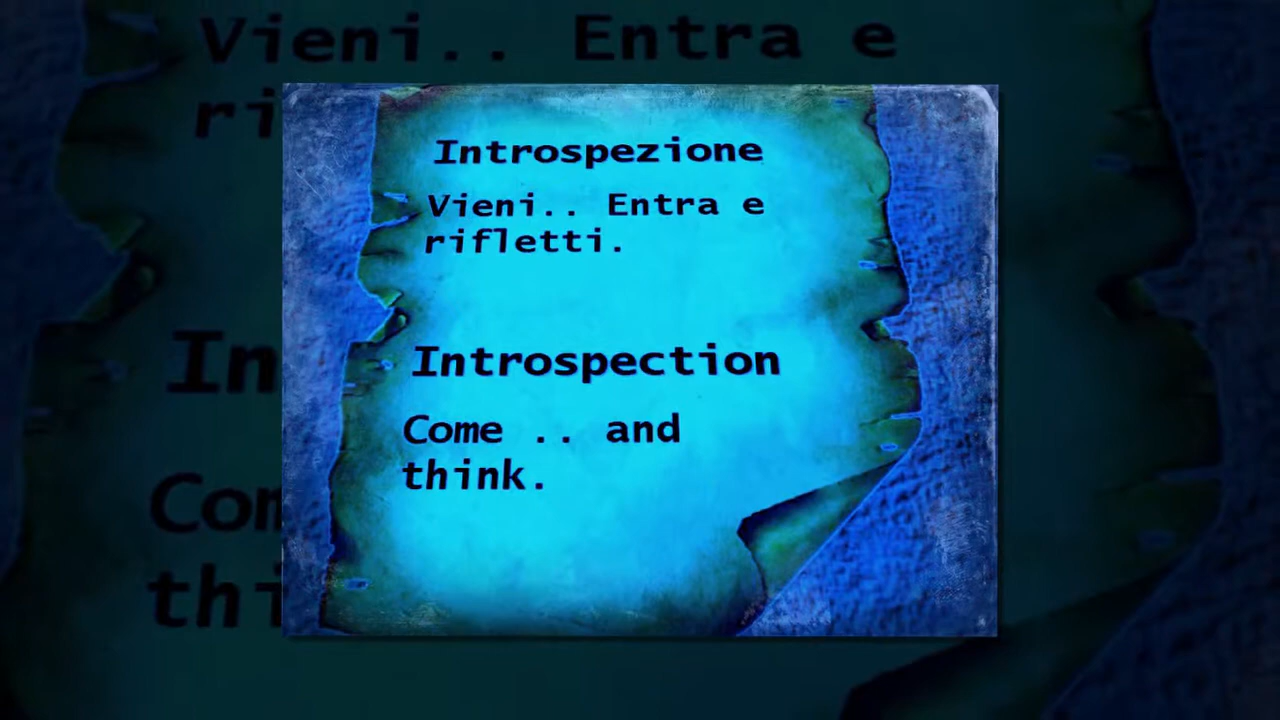 Introspezione
Vieni.. Entra e
rifletti.
Introspection
Come .. and
think.